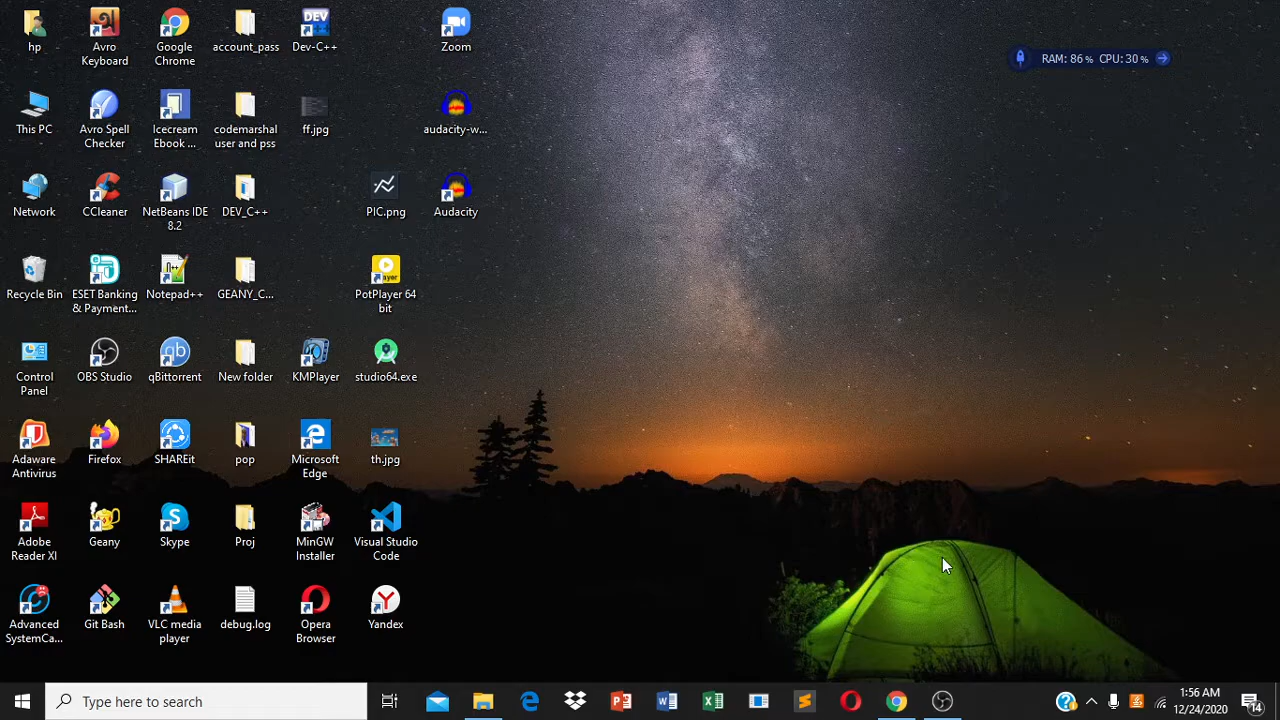 hp
Avro
Keyboard
Google
Chrome
account_pass
Dev-C++
Zoom
RAM: 86 % CPU: 30 %
This PC
Avro Spell
Checker
Icecream
Ebook ...
codemarshal
user and pss
ff.jpg
audacity-w...
Network
CCleaner
NetBeans IDE
8.2
DEV_C++
PIC.png
Audacity
Recycle Bin
ESET Banking
& Payment...
Notepad++
GEANY_C...
PotPlayer 64
bit
Control
Panel
OBS Studio
qBittorrent
New folder
KMPlayer
studio64.exe
Adaware
Antivirus
Firefox
SHAREit
pop
Microsoft
Edge
th.jpg
Adobe
Reader XI
Geany
Skype
Proj
MinGW
Installer
Visual Studio
Code
Advanced
SystemCa...
Git Bash
VLC media
player
debug.log
Opera
Browser
Yandex
Type here to search
1:56 AM
12/24/2020
14